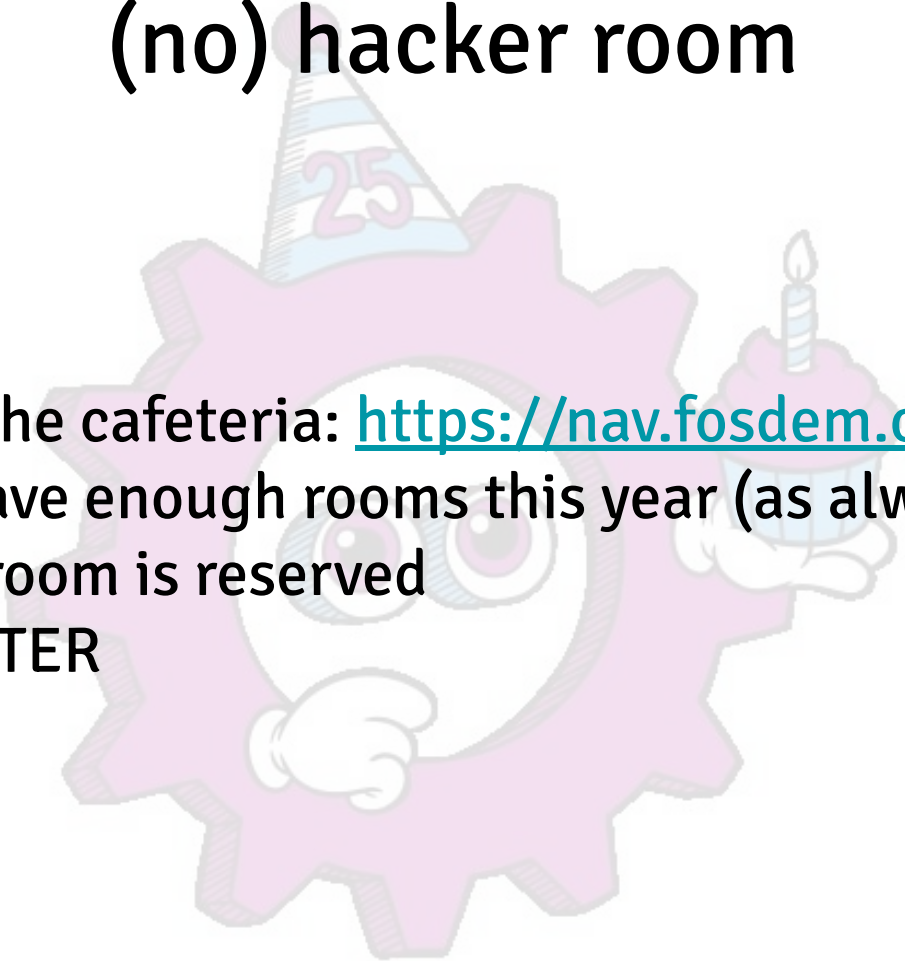 (no) hacker room
25
he cafeteria: https://nav.fosdem.
ave enough rooms this year (as alw
room is reserved
TER